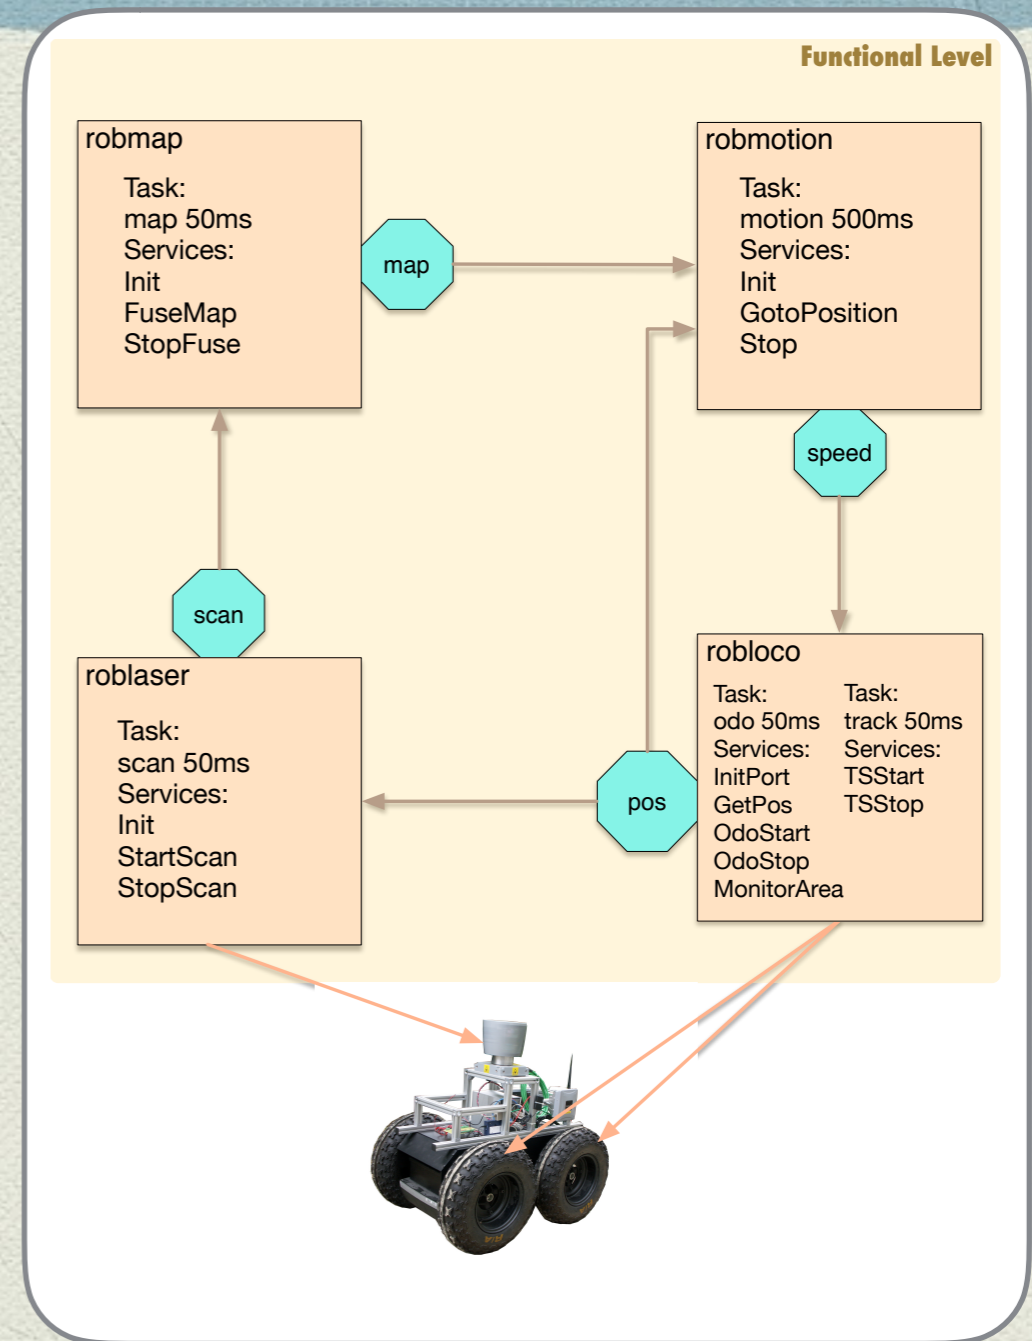 Functional Level
robmap
Task:
map 50ms
Services:
Init
FuseMap
StopFuse
map
robmotion
Task:
motion 500ms
Services:
Init
GotoPosition
Stop
speed
scan
roblaser
Task:
scan 50ms
Services:
Init
StartScan
StopScan
pos
robloco
Task:
odo 50ms
Services:
InitPort
GetPos
OdoStart
OdoStop
MonitorArea
Task:
track 50ms
Services:
TSStart
TSStop